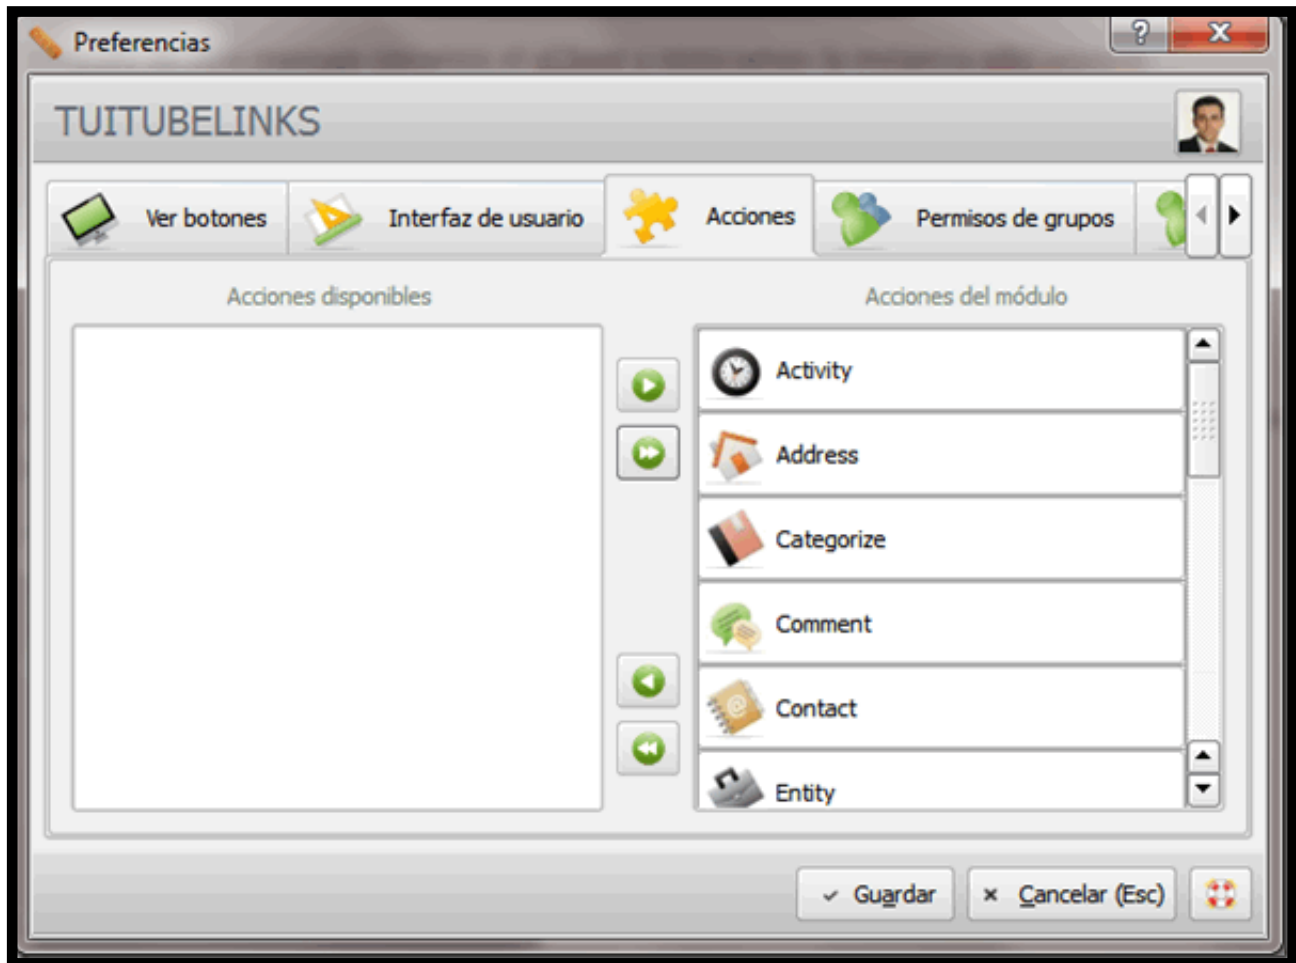 Preferencias
?
TUITUBELINKS
Ver botones
Interfaz de usuario
Acciones
Permisos de grupos
Acciones disponibles
Acciones del módulo
Activity
Address
Categorize
Comment
Contact
Entity
Guardar
Cancelar (Esc)